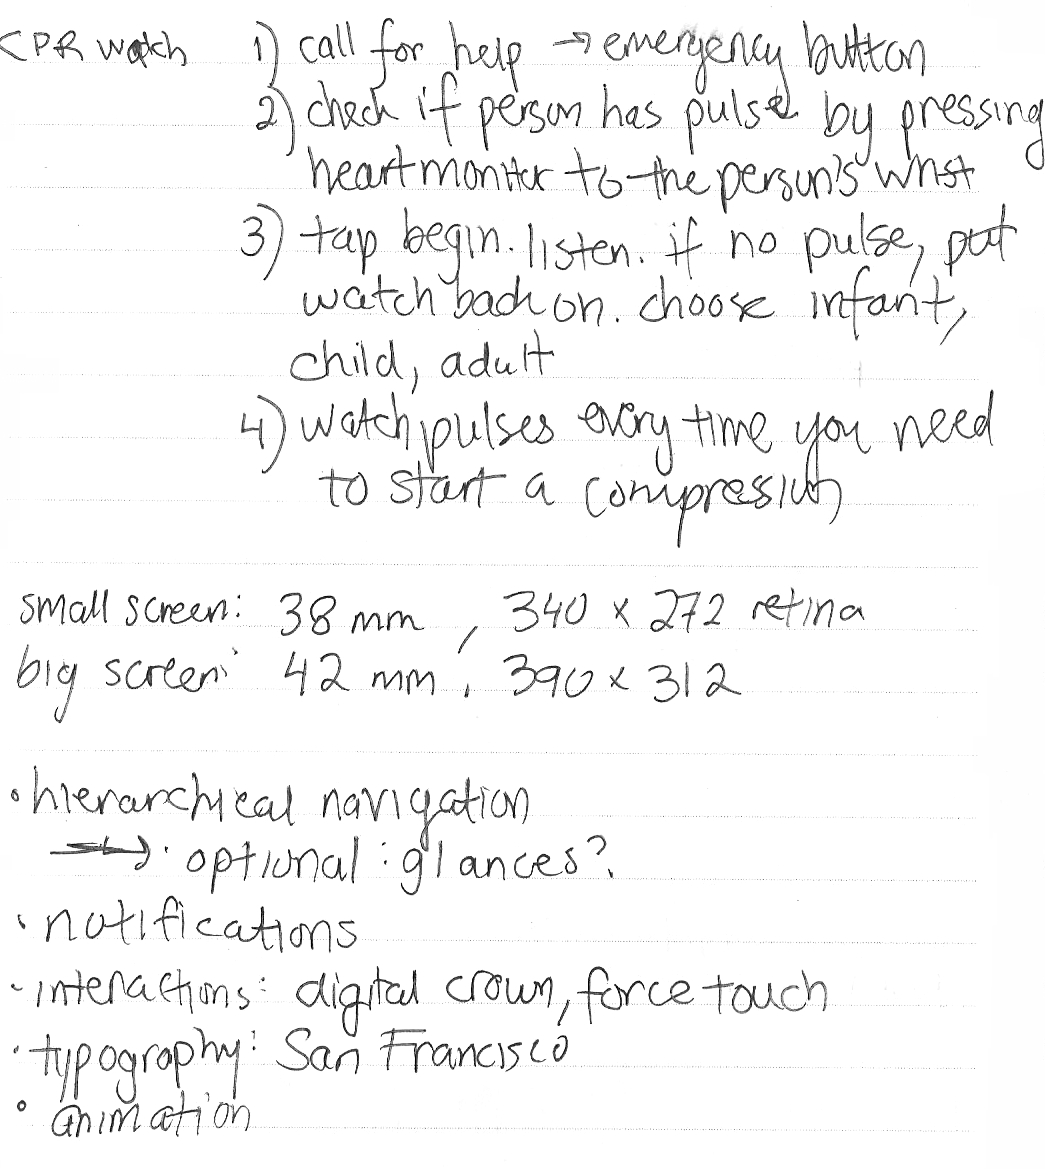 CPR watch 1) call for help → emergency button
2) check if person has pulse by pressing
heart monitor to the person's wrist
3) tap begin. listen. if no pulse, put
watch back on. choose infant,
child, adult
4) watch pulses every time you need
to start a compression
small screen: 38 mm, 340 x 272 retina
big screen: 42 mm, 390 x 312
• hierarchical navigation
→ • optional: glances?
• notifications
- interactions: digital crown, force touch
• typography: San Francisco
• animation